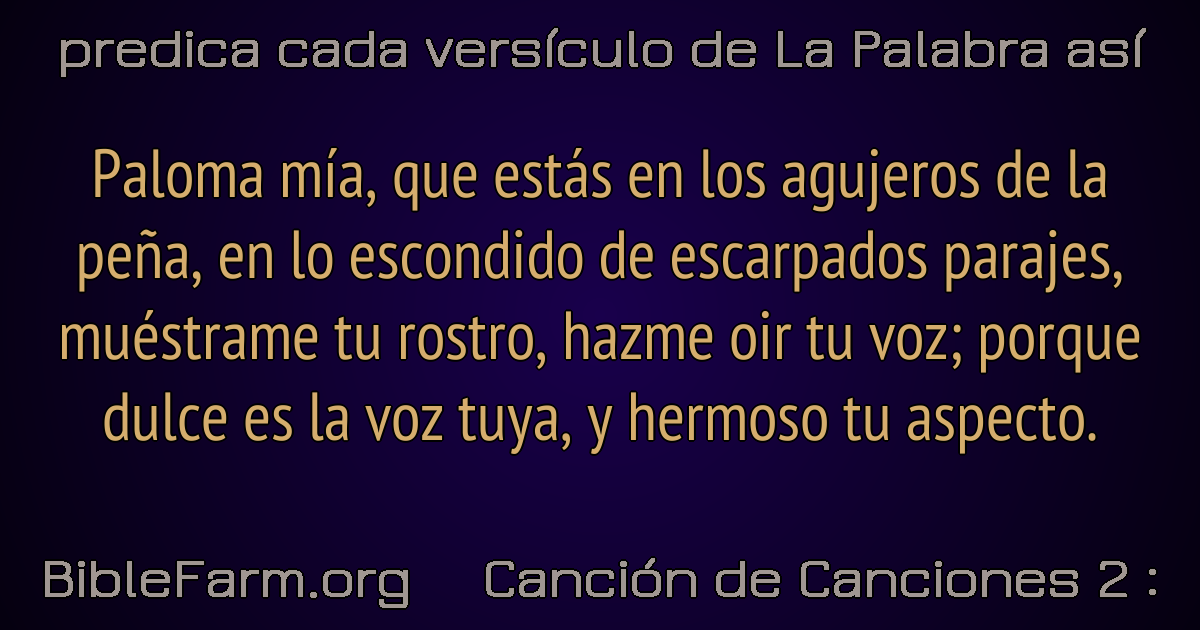 predica cada versículo de La Palabra así
Paloma mía, que estás en los agujeros de la
peña, en lo escondido de escarpados parajes,
muéstrame tu rostro, hazme oir tu voz; porque
dulce es la voz tuya, y hermoso tu aspecto.
BibleFarm.org Canción de Canciones 2 :